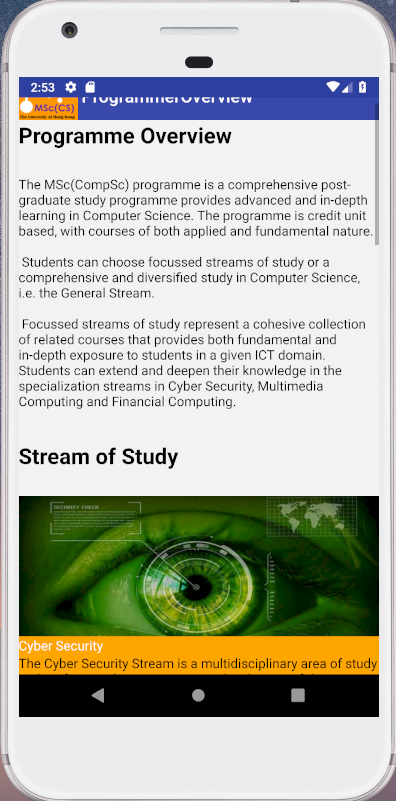 2:53
MSc(CS)
The University of Hong Kong
ProgrammeOverview
Programme Overview
The MSc(CompSc) programme is a comprehensive post-
graduate study programme provides advanced and in-depth
learning in Computer Science. The programme is credit unit
based, with courses of both applied and fundamental nature.
Students can choose focussed streams of study or a
comprehensive and diversified study in Computer Science,
i.e. the General Stream.
Focussed streams of study represent a cohesive collection
of related courses that provides both fundamental and
in-depth exposure to students in a given ICT domain.
Students can extend and deepen their knowledge in the
specialization streams in Cyber Security, Multimedia
Computing and Financial Computing.
Stream of Study
SECURITY CHECK
Cyber Security
The Cyber Security Stream is a multidisciplinary area of study